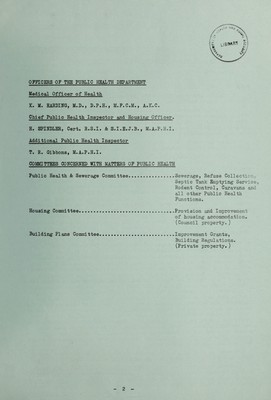 LIBRARY
OFFICERS OF THE PUBLIC HEALTH DEPARTMENT
Medical Officer of Health
K. M. HARDING, M.D., D.P.H., M.F.C.M., A.K.C.
Chief Public Health Inspector and Housing Officer.
H. SPINDLER, Cert. R.S.I. & S.I.E.J.B., M.A.P.H.I.
Additional Public Health Inspector
T. R. Gibbons, M.A.P.H.I.
COMMITTEES CONCERNED WITH MATTERS OF PUBLIC HEALTH
Public Health & Sewerage Committee...............Sewerage, Refuse Collection,
Septic Tank Emptying Service,
Rodent Control, Caravans and
all other Public Health
Functions.
Housing Committee...............................Provision and Improvement
of housing accommodation.
(Council property.)
Building Plans Committee.........................Improvement Grants,
Building Regulations.
(Private property.)
- 2 -